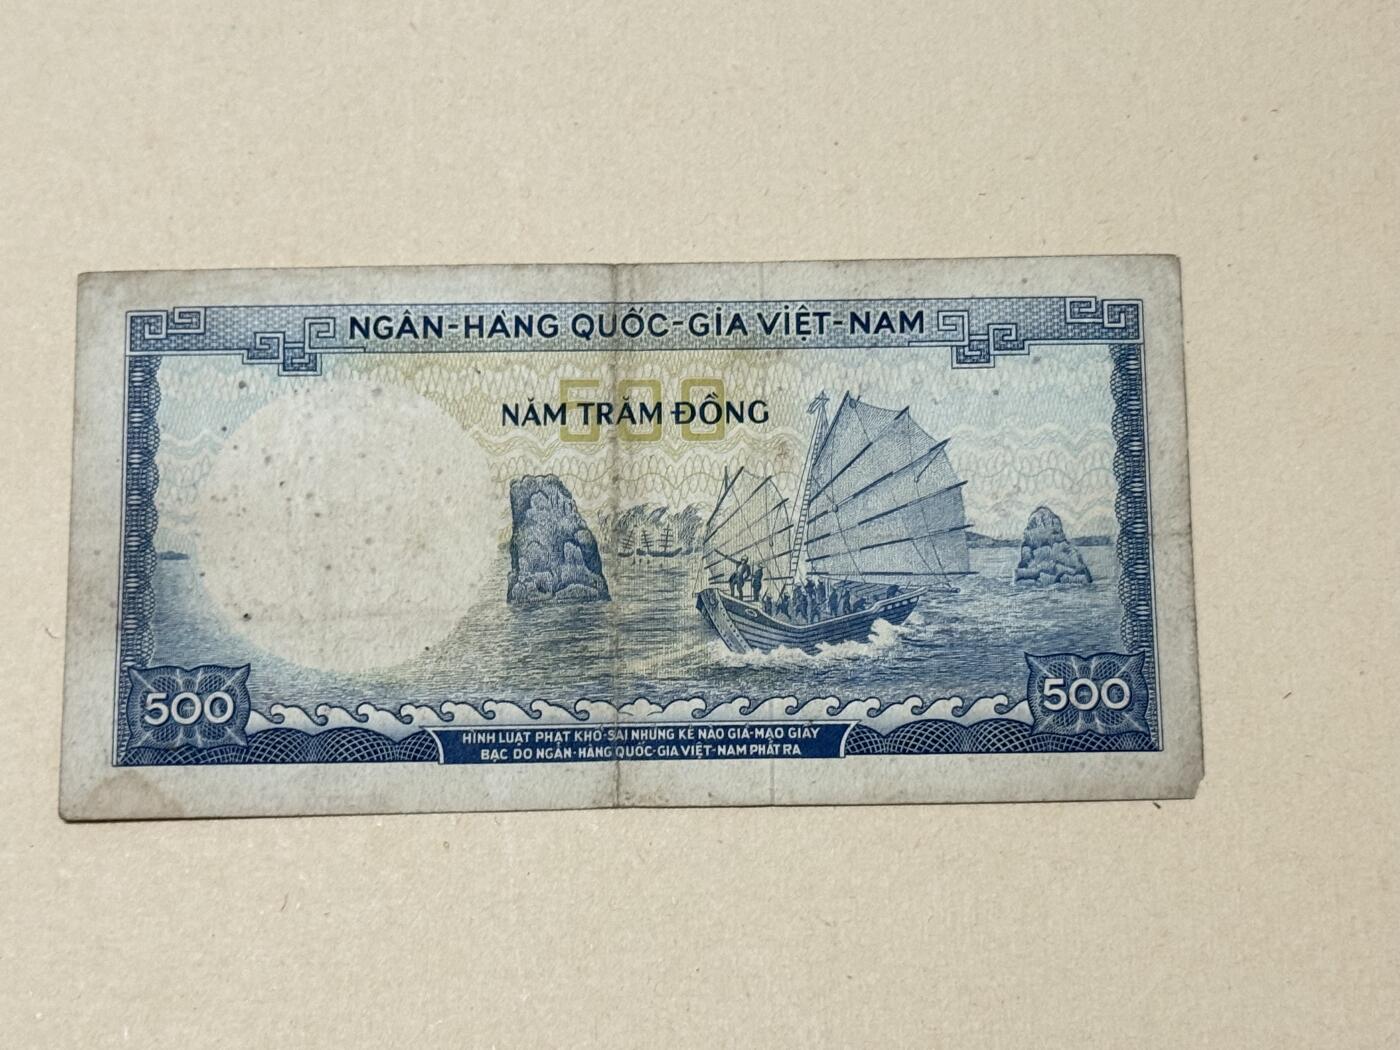 NGÂN-HÀNG QUỐC-GIA VIỆT-NAM
500
NĂM TRĂM ĐỒNG
500
500
HÌNH LUẬT PHẠT KHỔ-SAI NHỮNG KẺ NÀO GIẢ-MẠO GIẤY
BẠC DO NGÂN-HÀNG QUỐC-GIA VIỆT-NAM PHÁT RA